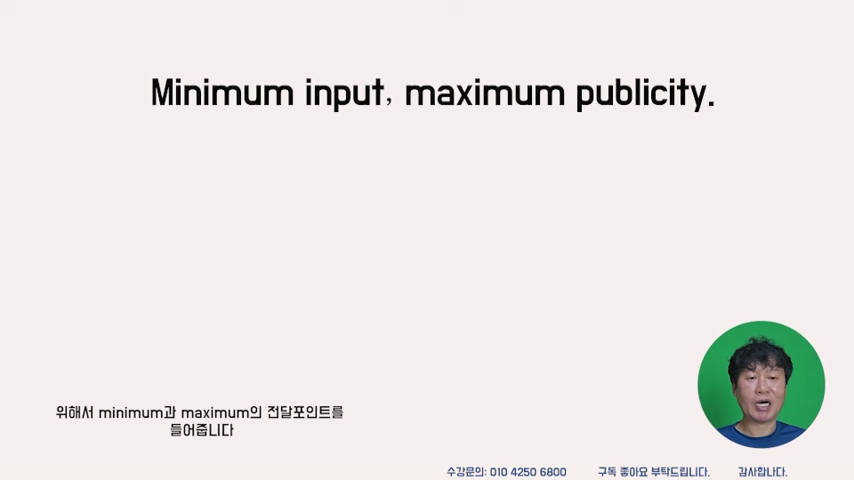 Minimum input, maximum publicity.
위해서 minimum과 maximum의 전달포인트를
들어줍니다
수강문의: 010 4250 6800 구독 좋아요 부탁드립니다. 감사합니다.